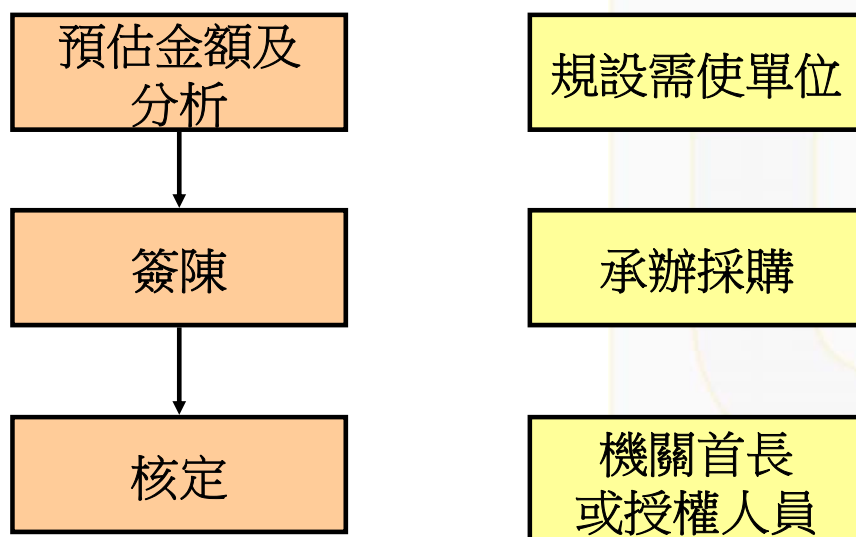 預估金額及
分析
規設需使單位
簽陳
承辦採購
核定
機關首長
或授權人員